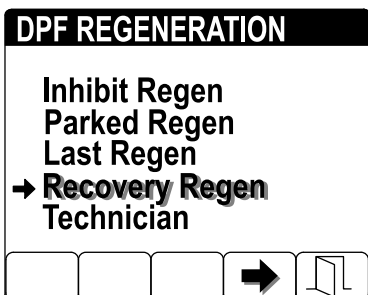 DPF REGENERATION
Inhibit Regen
Parked Regen
Last Regen
Recovery Regen
Technician